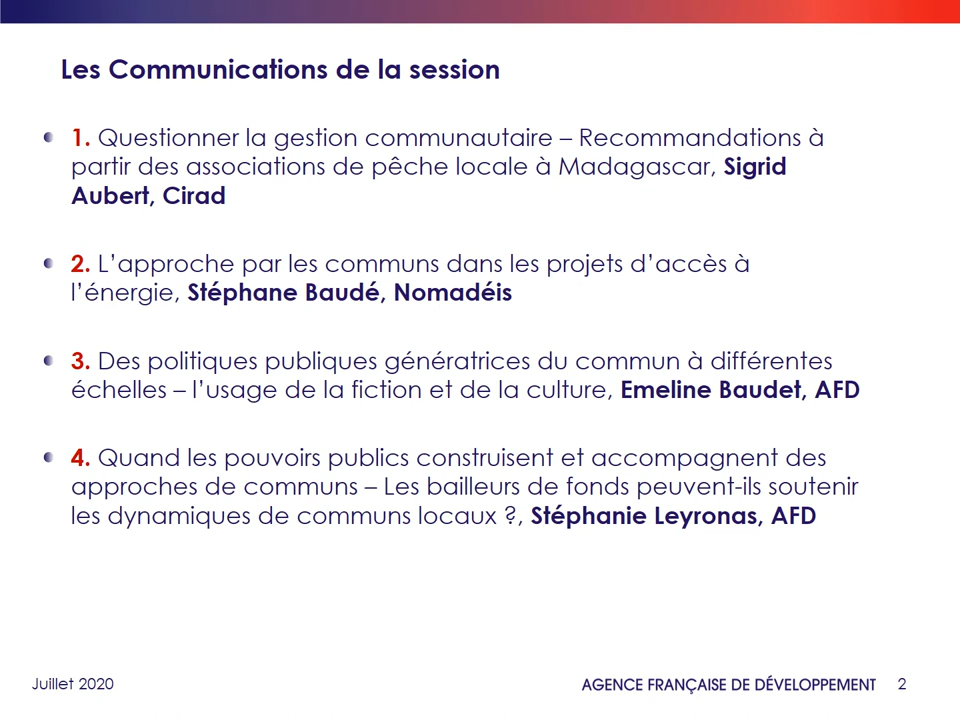 Les Communications de la session
1. Questionner la gestion communautaire – Recommandations à
partir des associations de pêche locale à Madagascar, Sigrid
Aubert, Cirad
2. L’approche par les communs dans les projets d’accès à
l’énergie, Stéphane Baudé, Nomadéis
3. Des politiques publiques génératrices du commun à différentes
échelles – l’usage de la fiction et de la culture, Emeline Baudet, AFD
4. Quand les pouvoirs publics construisent et accompagnent des
approches de communs – Les bailleurs de fonds peuvent-ils soutenir
les dynamiques de communs locaux ?, Stéphanie Leyronas, AFD
Juillet 2020 AGENCE FRANÇAISE DE DÉVELOPPEMENT 2